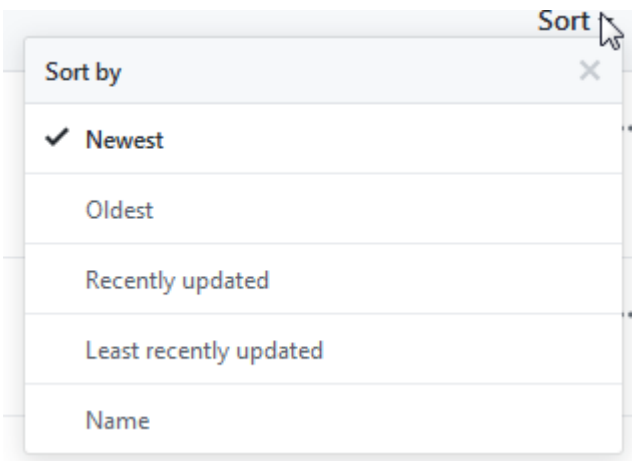 Sort
Sort by
Newest
Oldest
Recently updated
Least recently updated
Name